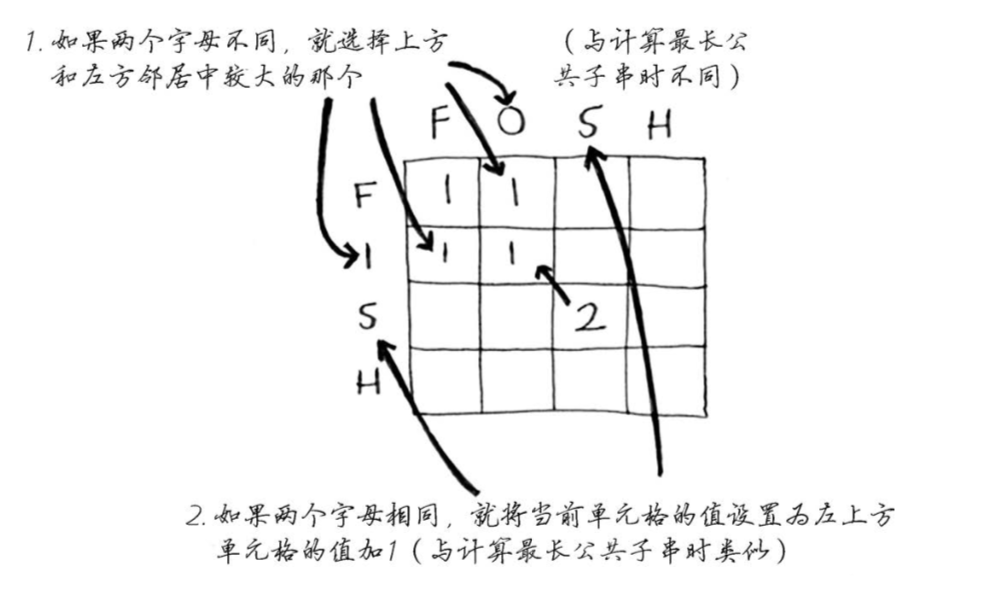 1. 如果两个字母不同，就选择上方
和左方邻居中较大的那个
（与计算最长公
共子串时不同）
F O S H
F 1 1
I 1 1
S 2
H
2. 如果两个字母相同，就将当前单元格的值设置为左上方
单元格的值加1（与计算最长公共子串时类似）